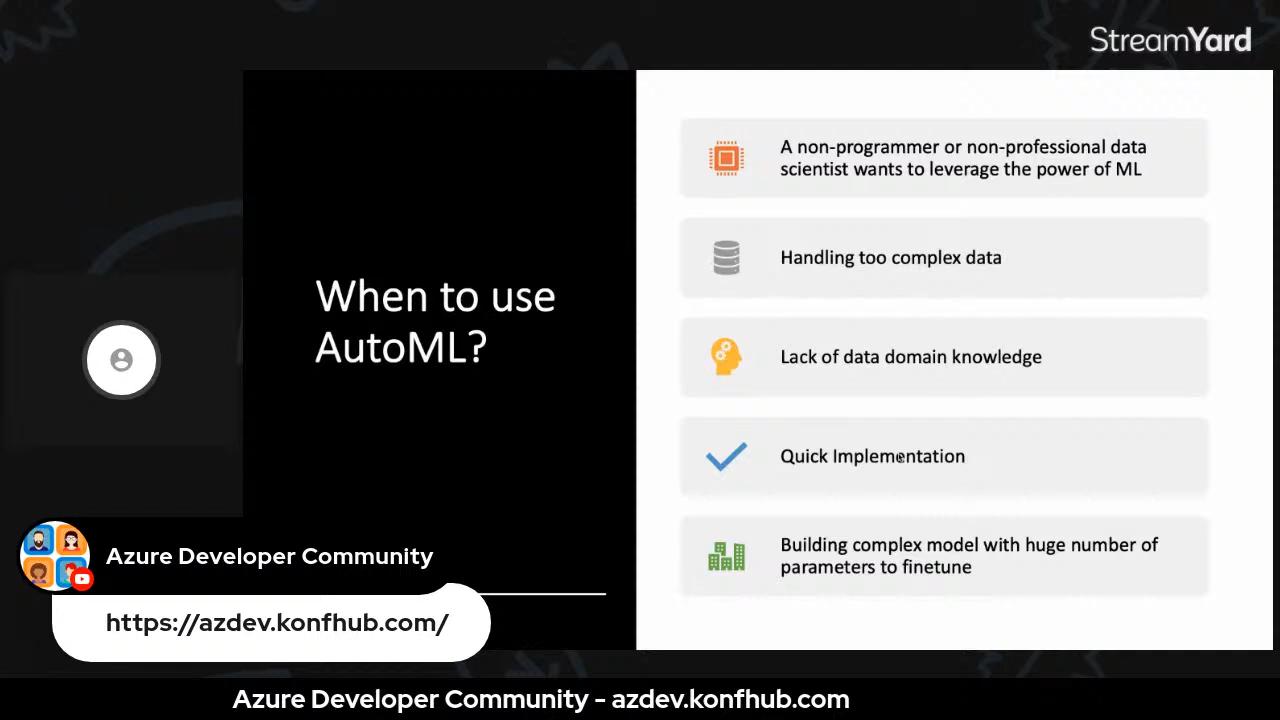 StreamYard
When to use
AutoML?
A non-programmer or non-professional data
scientist wants to leverage the power of ML
Handling too complex data
Lack of data domain knowledge
Quick Implementation
Building complex model with huge number of
parameters to finetune
Azure Developer Community
https://azdev.konfhub.com/
Azure Developer Community - azdev.konfhub.com